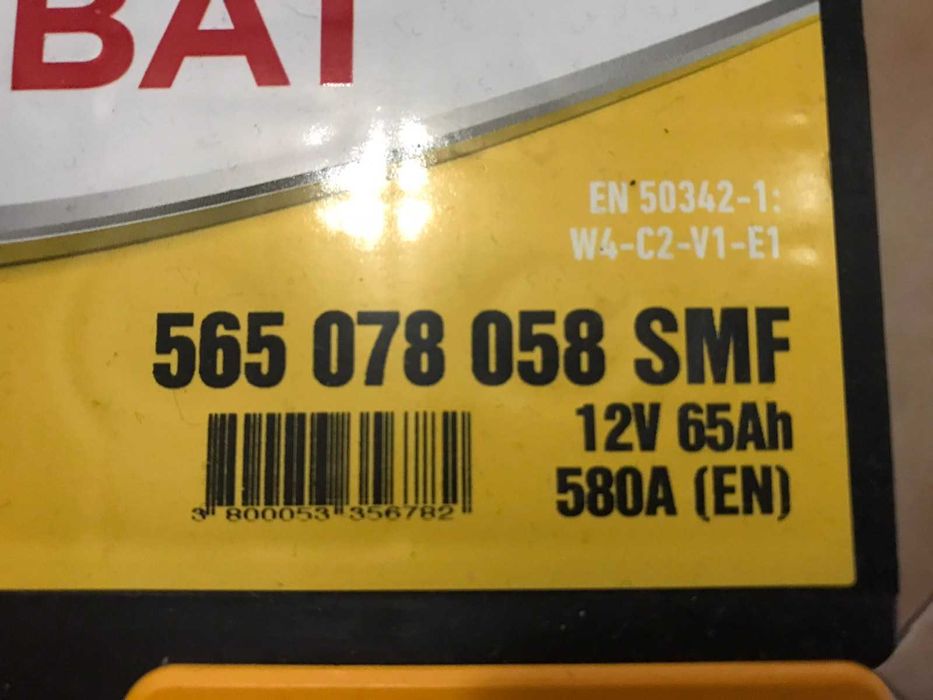 BAT
EN 50342-1:
W4-C2-V1-E1
565 078 058 SMF
12V 65Ah
580A (EN)
3 800053 356782